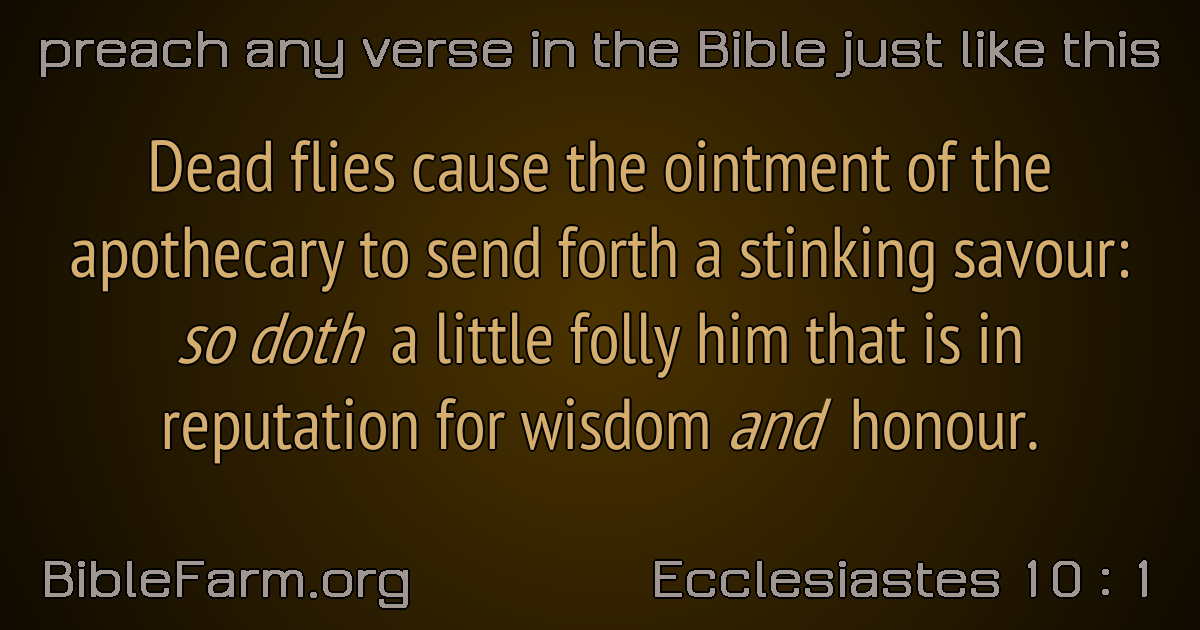 preach any verse in the Bible just like this
Dead flies cause the ointment of the
apothecary to send forth a stinking savour:
so doth a little folly him that is in
reputation for wisdom and honour.
BibleFarm.org
Ecclesiastes 10 : 1